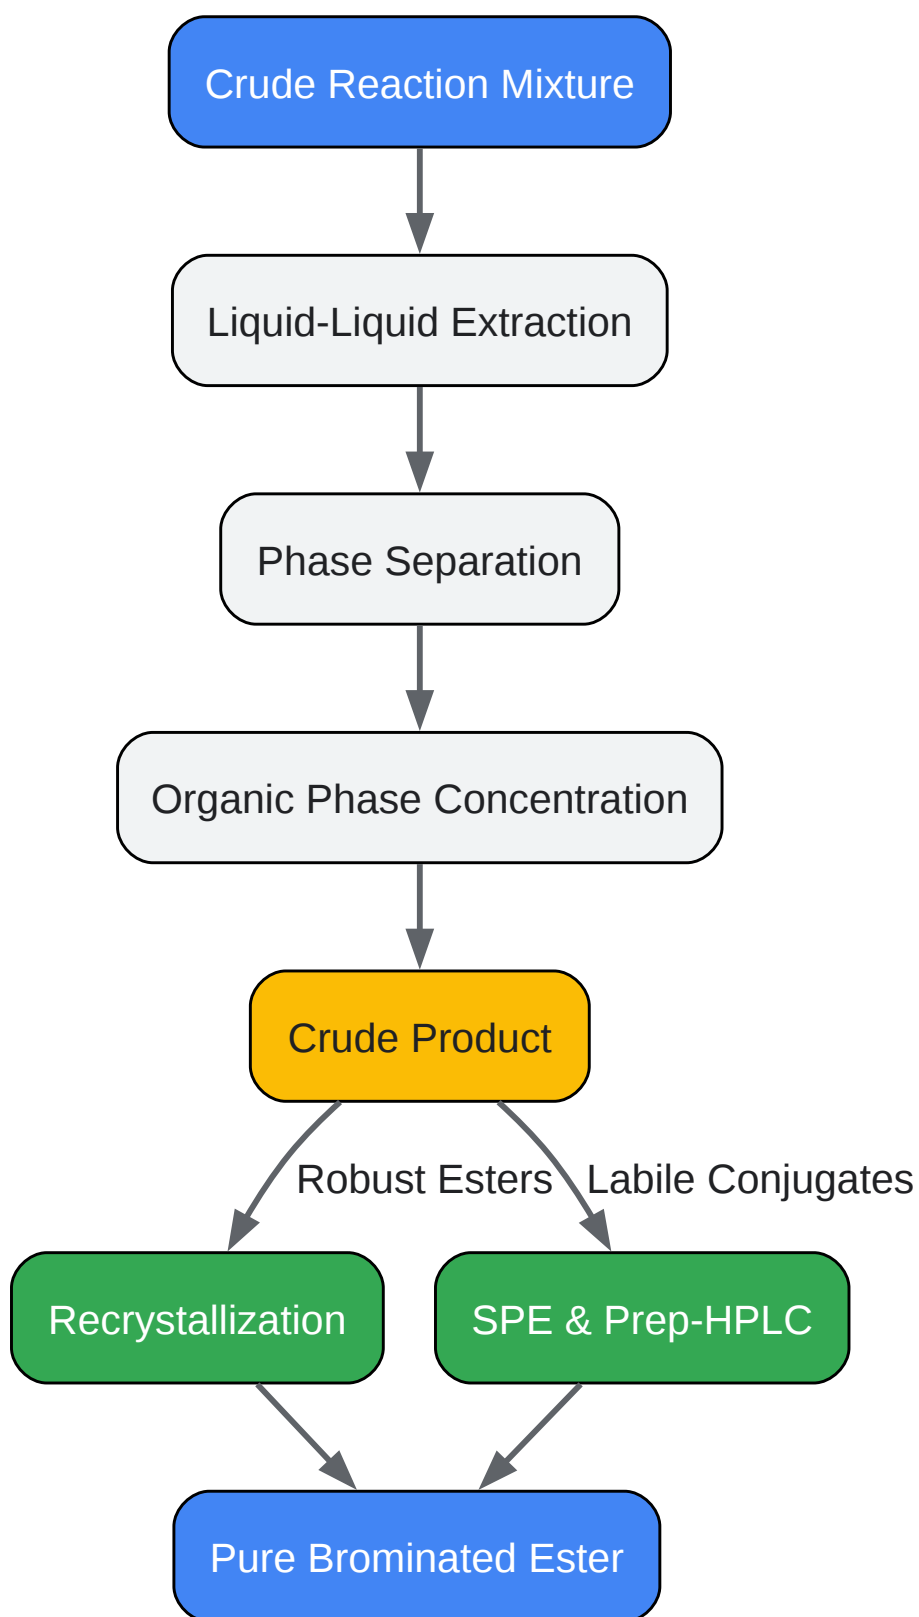 Crude Reaction Mixture
Liquid-Liquid Extraction
Phase Separation
Organic Phase Concentration
Crude Product
Robust Esters
Labile Conjugates
Recrystallization
SPE & Prep-HPLC
Pure Brominated Ester